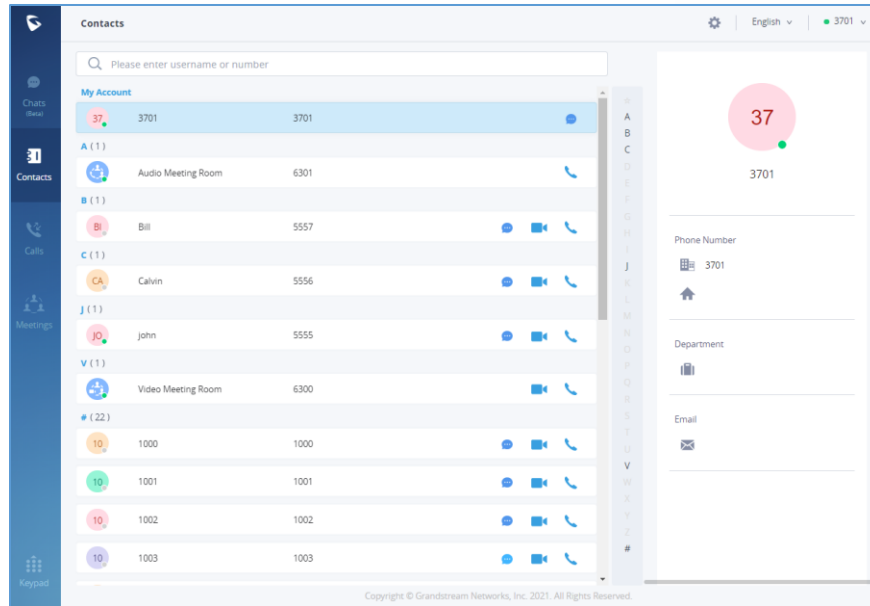 Contacts
English
3701
Please enter username or number
Chats
(Beta)
Contacts
Calls
Meetings
Keypad
My Account
37 3701 3701
A (1)
Audio Meeting Room 6301
B (1)
BI Bill 5557
C (1)
CA Calvin 5556
J (1)
JO john 5555
V (1)
Video Meeting Room 6300
# (22)
10 1000 1000
10 1001 1001
10 1002 1002
10 1003 1003
#
A
B
C
D
E
F
G
H
I
J
K
L
M
N
O
P
Q
R
S
T
U
V
X
Y
Z
#
37
3701
Phone Number
3701
Department
Email
Copyright © Grandstream Networks, Inc. 2021. All Rights Reserved.